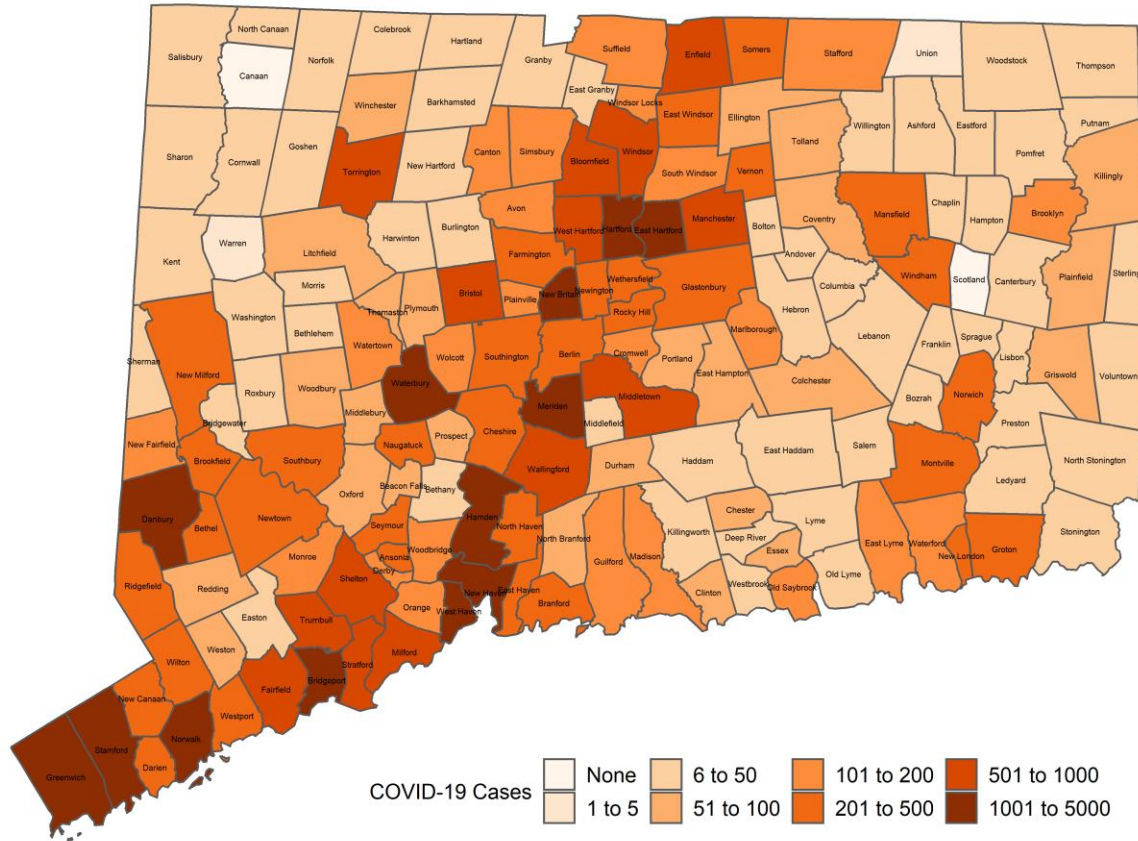 North Canaan
Colebrook
Hartland
Salisbury
Norfolk
Granby
Suffield
Enfield
Somers
Stafford
Union
Woodstock
Thompson
Canaan
East Granby
Windsor Locks
Winchester
Barkhamsted
East Windsor
Ellington
Willington
Ashford
Eastford
Putnam
Sharon
Cornwall
Goshen
Torrington
New Hartford
Canton
Simsbury
Bloomfield
Windsor
South Windsor
Vernon
Tolland
Pomfret
Killingly
Avon
West Hartford
Hartford
East Hartford
Manchester
Bolton
Coventry
Mansfield
Chaplin
Hampton
Brooklyn
Kent
Warren
Litchfield
Harwinton
Burlington
Farmington
Andover
Windham
Scotland
Canterbury
Plainfield
Sterling
Morris
Bristol
Plainville
New Britain
Newington
Wethersfield
Glastonbury
Columbia
Hebron
Lebanon
Washington
Bethlehem
Thomaston
Plymouth
Rocky Hill
Sherman
New Milford
Watertown
Wolcott
Southington
Berlin
Cromwell
Portland
Marlborough
East Hampton
Colchester
Franklin
Sprague
Lisbon
Griswold
Voluntown
Roxbury
Woodbury
Waterbury
Middlebury
Meriden
Middletown
Middlefield
Bozrah
Norwich
Preston
Bridgewater
New Fairfield
Brookfield
Southbury
Naugatuck
Prospect
Cheshire
Wallingford
Durham
Haddam
East Haddam
Salem
Montville
North Stonington
Ledyard
Danbury
Bethel
Newtown
Oxford
Beacon Falls
Bethany
Hamden
North Haven
North Branford
Killingworth
Chester
Deep River
Essex
Lyme
Stonington
Seymour
Ansonia
Derby
Woodbridge
Guilford
Madison
East Lyme
Waterford
New London
Groton
Ridgefield
Redding
Monroe
Shelton
Orange
New Haven
West Haven
East Haven
Branford
Clinton
Westbrook
Old Saybrook
Old Lyme
Easton
Weston
Trumbull
Wilton
Stratford
Milford
Bridgeport
Fairfield
New Canaan
Westport
Norwalk
Stamford
Greenwich
Darien
COVID-19 Cases
None
6 to 50
101 to 200
501 to 1000
1 to 5
51 to 100
201 to 500
1001 to 5000